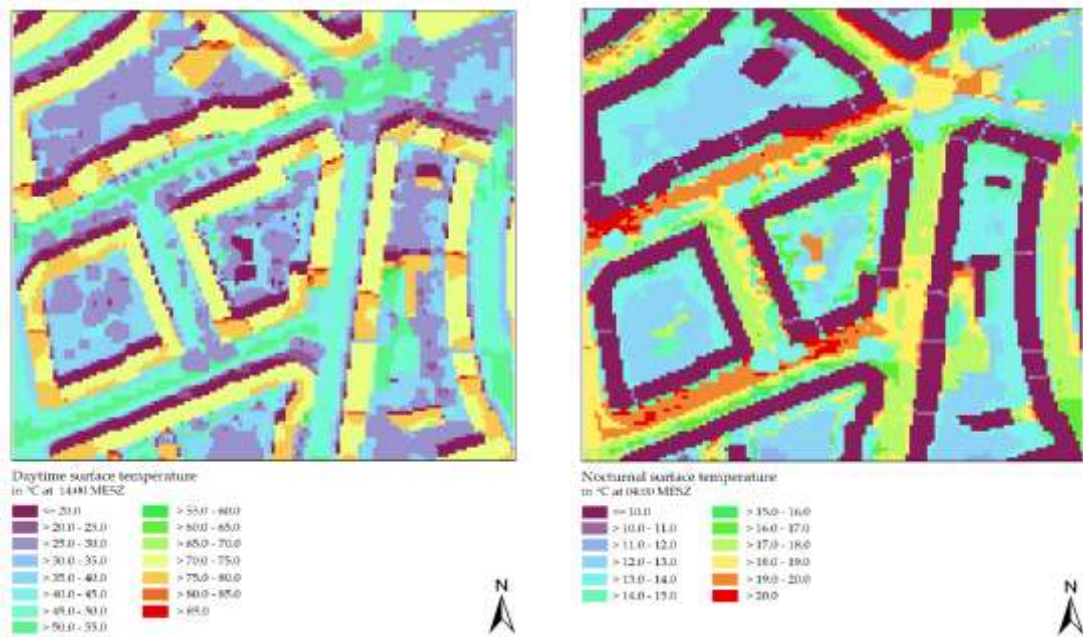 Daytime surface temperature
in °C at 14:00 MESZ
<= 20.0
> 20.0 - 25.0
> 25.0 - 30.0
> 30.0 - 35.0
> 35.0 - 40.0
> 40.0 - 45.0
> 45.0 - 50.0
> 50.0 - 55.0
> 55.0 - 60.0
> 60.0 - 65.0
> 65.0 - 70.0
> 70.0 - 75.0
> 75.0 - 80.0
> 80.0 - 85.0
> 85.0
N
Nocturnal surface temperature
in °C at 04:00 MESZ
<= 10.0
> 10.0 - 11.0
> 11.0 - 12.0
> 12.0 - 13.0
> 13.0 - 14.0
> 14.0 - 15.0
> 15.0 - 16.0
> 16.0 - 17.0
> 17.0 - 18.0
> 18.0 - 19.0
> 19.0 - 20.0
> 20.0
N